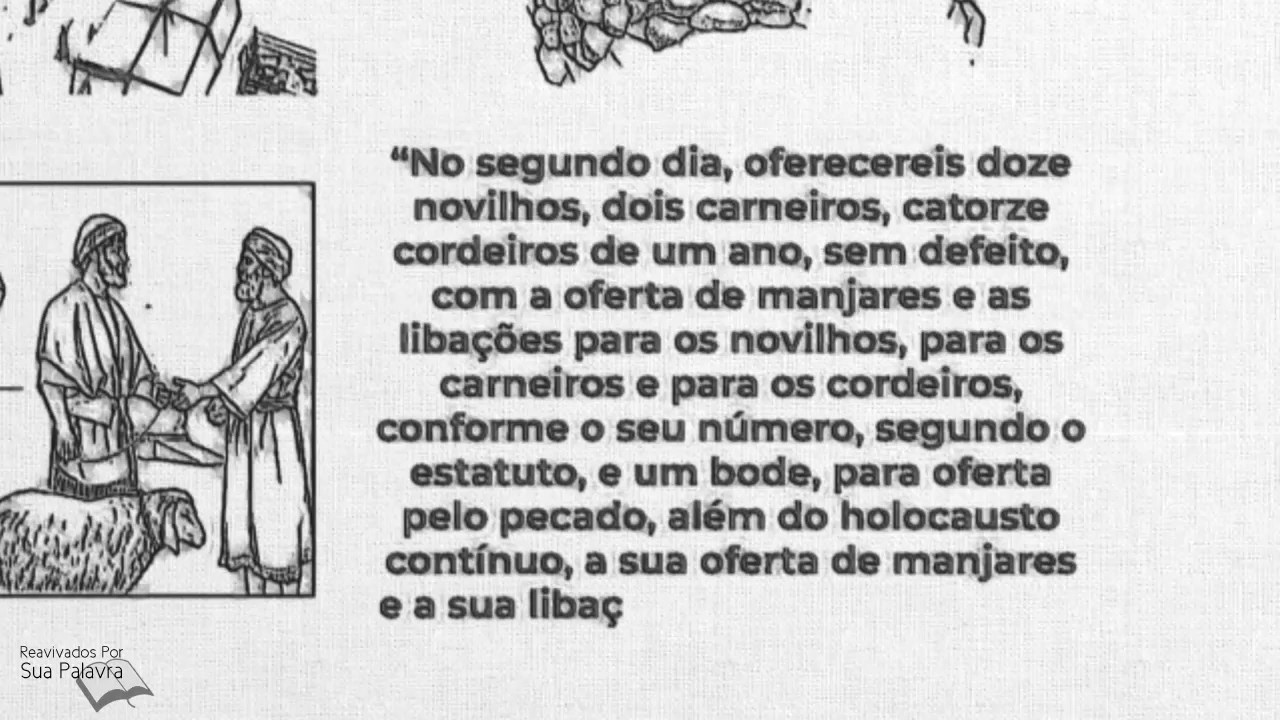 “No segundo dia, oferecereis doze
novilhos, dois carneiros, catorze
cordeiros de um ano, sem defeito,
com a oferta de manjares e as
libações para os novilhos, para os
carneiros e para os cordeiros,
conforme o seu número, segundo o
estatuto, e um bode, para oferta
pelo pecado, além do holocausto
contínuo, a sua oferta de manjares
e a sua libaç
Reavivados Por
Sua Palavra